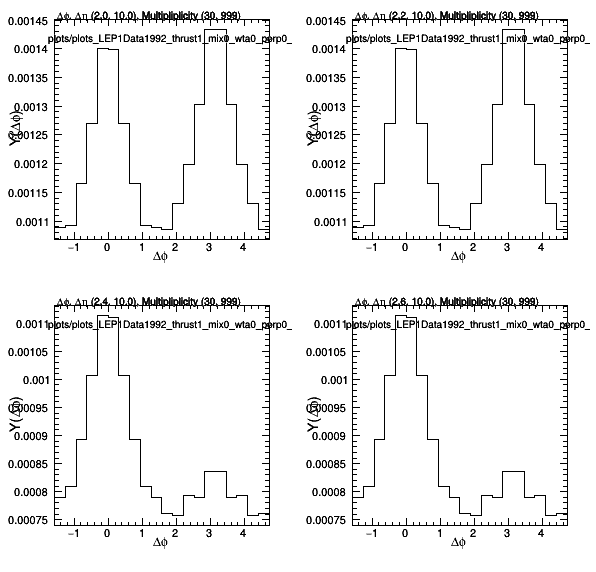 Δϕ, Δη (2.0, 10.0), Multipliplicity (30, 999)
plots/plots_LEP1Data1992_thrust1_mix0_wta0_perp0_
Y(Δϕ)
0.00145
0.0014
0.00135
0.0013
0.00125
0.0012
0.00115
0.0011
−1 0 1 2 3 4
Δϕ
Δϕ, Δη (2.2, 10.0), Multipliplicity (30, 999)
plots/plots_LEP1Data1992_thrust1_mix0_wta0_perp0_
Y(Δϕ)
0.00145
0.0014
0.00135
0.0013
0.00125
0.0012
0.00115
0.0011
−1 0 1 2 3 4
Δϕ
Δϕ, Δη (2.4, 10.0), Multipliplicity (30, 999)
plots/plots_LEP1Data1992_thrust1_mix0_wta0_perp0_
Y(Δϕ)
0.0011
0.00105
0.001
0.00095
0.0009
0.00085
0.0008
0.00075
−1 0 1 2 3 4
Δϕ
Δϕ, Δη (2.6, 10.0), Multipliplicity (30, 999)
plots/plots_LEP1Data1992_thrust1_mix0_wta0_perp0_
Y(Δϕ)
0.0011
0.00105
0.001
0.00095
0.0009
0.00085
0.0008
0.00075
−1 0 1 2 3 4
Δϕ